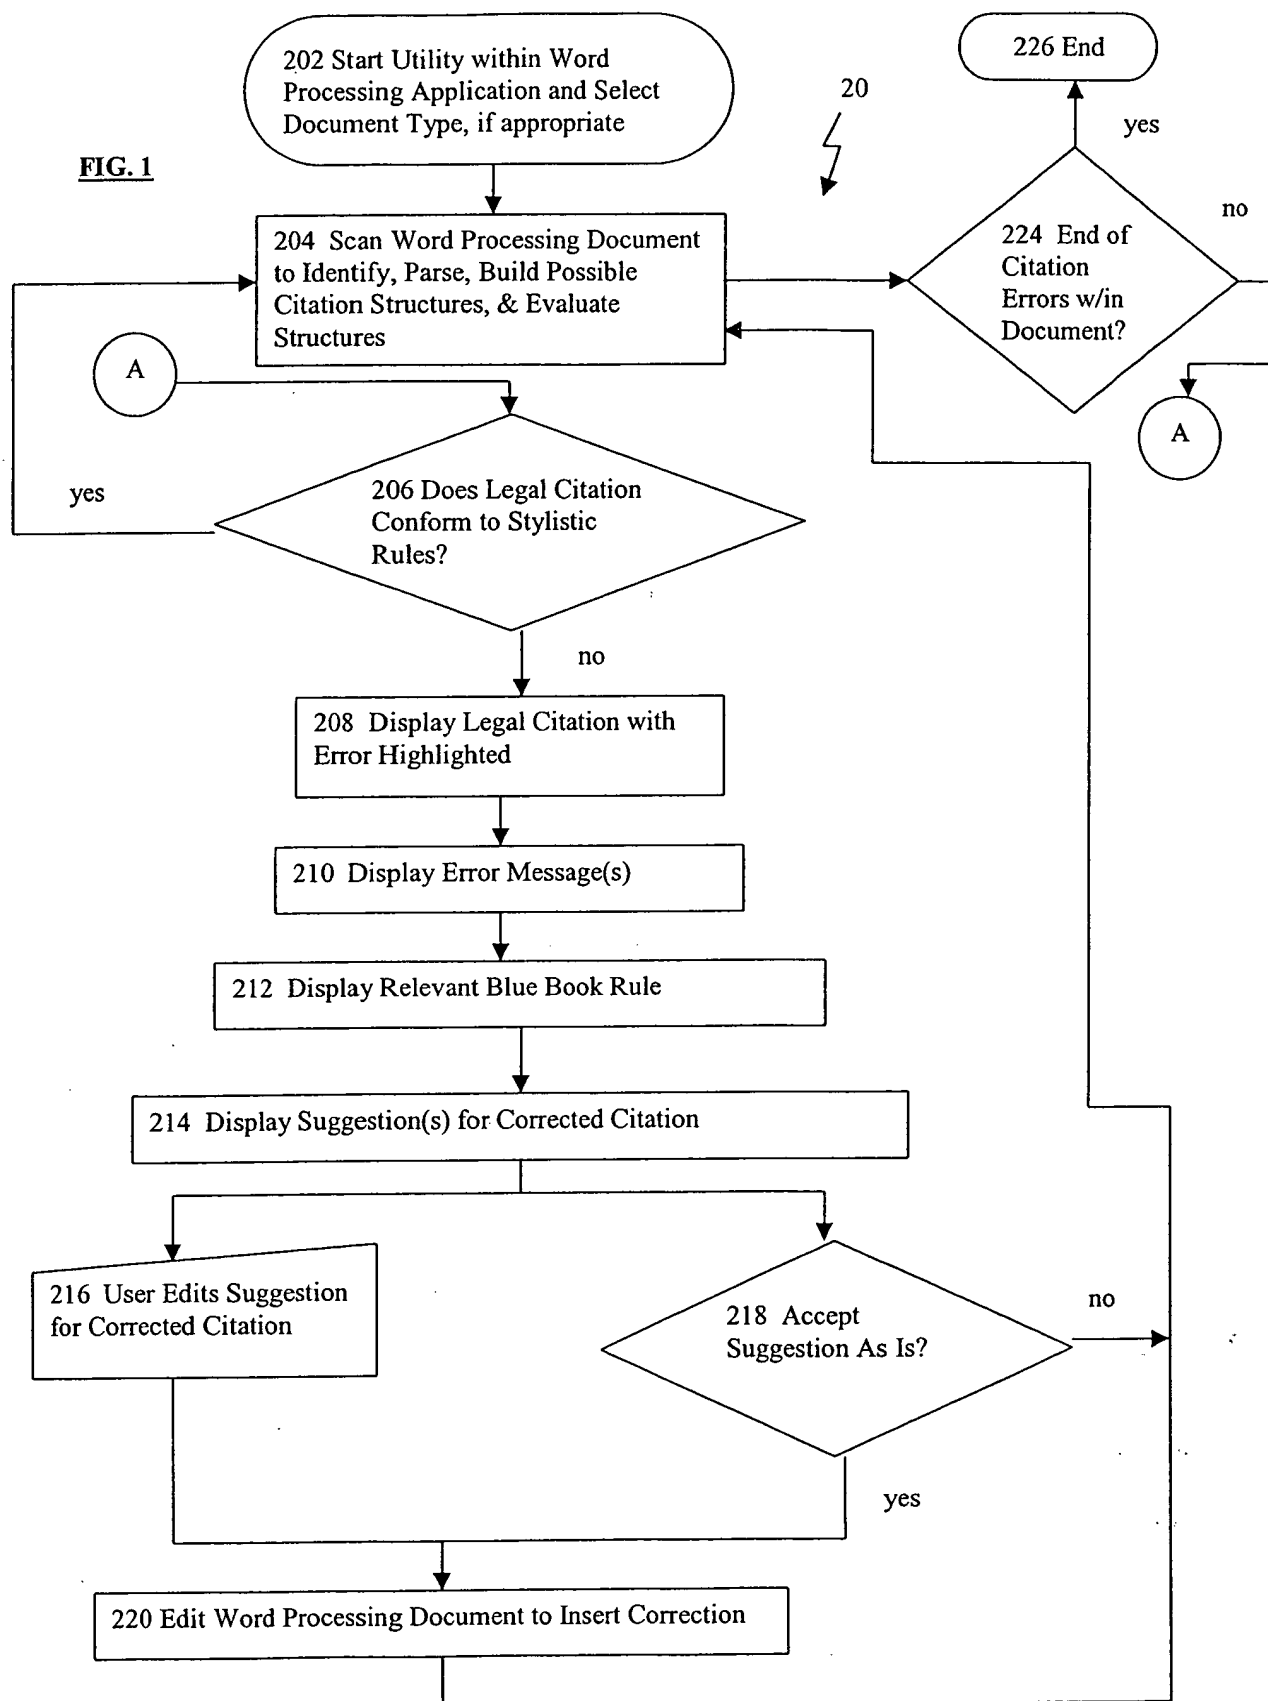 202 Start Utility within Word
Processing Application and Select
Document Type, if appropriate
226 End
20
yes
FIG. 1
no
204 Scan Word Processing Document
to Identify, Parse, Build Possible
Citation Structures, & Evaluate
Structures
224 End of
Citation
Errors w/in
Document?
A
A
yes
206 Does Legal Citation
Conform to Stylistic
Rules?
no
208 Display Legal Citation with
Error Highlighted
210 Display Error Message(s)
212 Display Relevant Blue Book Rule
214 Display Suggestion(s) for Corrected Citation
216 User Edits Suggestion
for Corrected Citation
218 Accept
Suggestion As Is?
no
yes
220 Edit Word Processing Document to Insert Correction